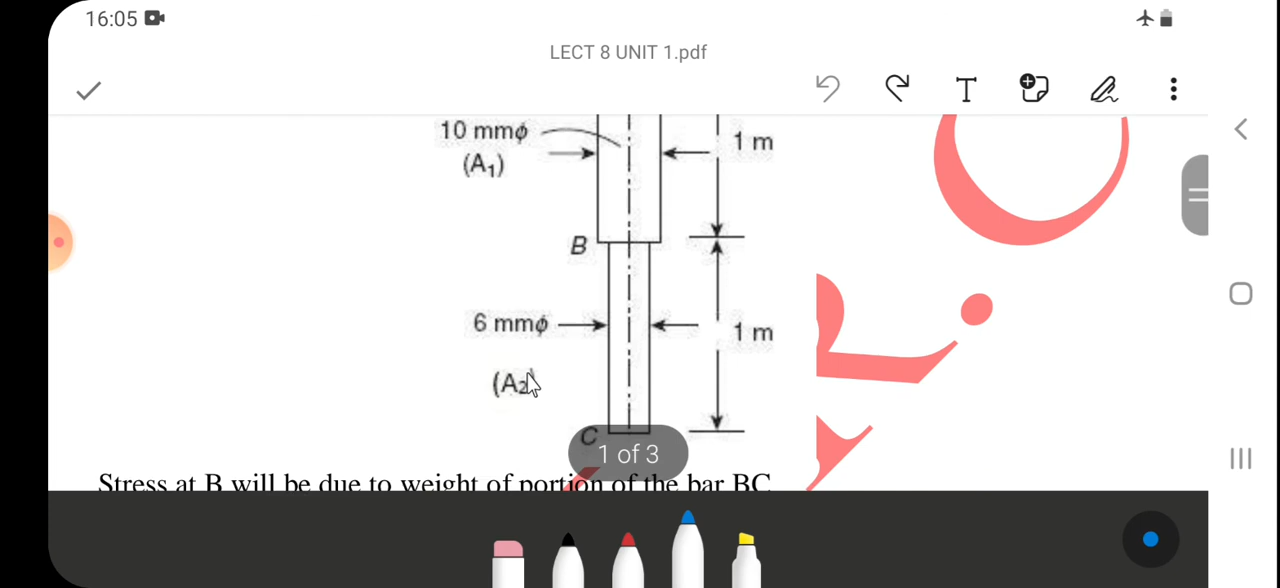 16:05
LECT 8 UNIT 1.pdf
T
10 mmϕ
(A₁)
1 m
B
6 mmϕ
1 m
(A₂)
C
1 of 3
Stress at B will be due to weight of portion of the bar BC